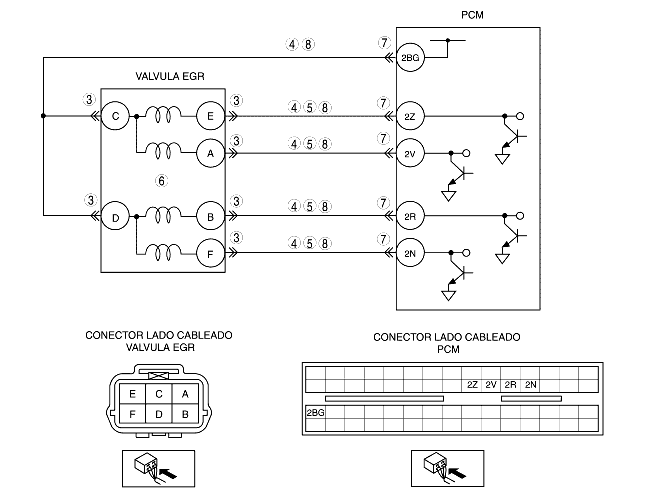 PCM
4 8 7 2BG
VALVULA EGR
3 C E 3 4 5 8 7 2Z
A 3 4 5 8 7 2V
6
3 D B 3 4 5 8 7 2R
F 3 4 5 8 7 2N
CONECTOR LADO CABLEADO
VALVULA EGR
E C A
F D B
CONECTOR LADO CABLEADO
PCM
2Z 2V 2R 2N
2BG